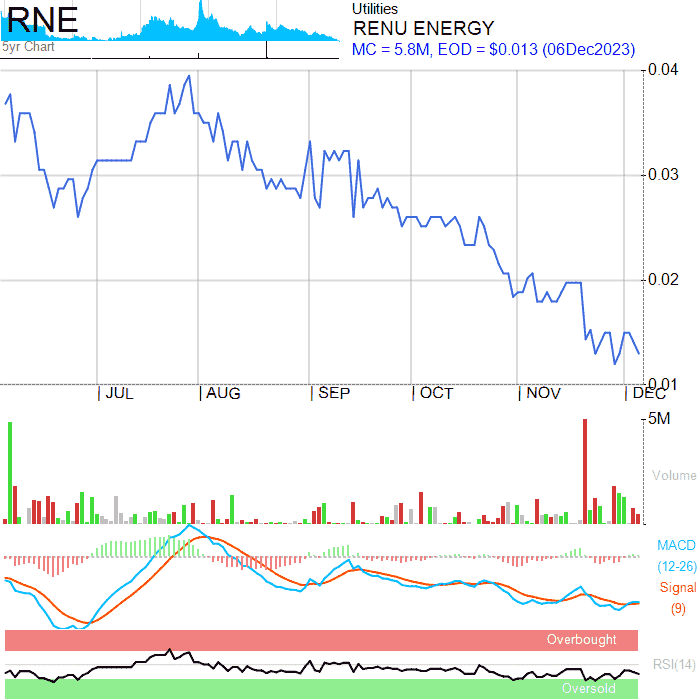 RNE
5yr Chart
Utilities
RENU ENERGY
MC = 5.8M, EOD = $0.013 (06Dec2023)
0.04
0.03
0.02
0.01
JUL AUG SEP OCT NOV DEC
5M
Volume
MACD
(12-26)
Signal
(9)
Overbought
RSI(14)
Oversold